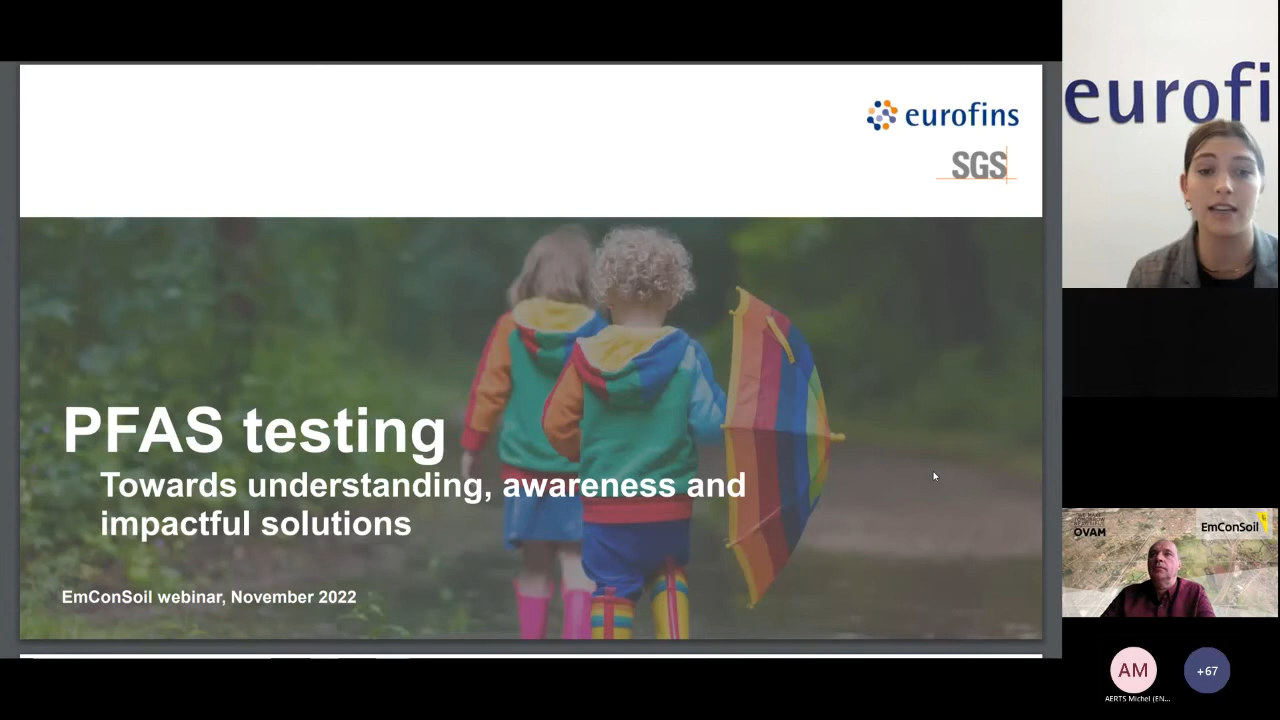 eurofins
SGS
PFAS testing
Towards understanding, awareness and
impactful solutions
EmConSoil webinar, November 2022
eurofi
OVAM
EmConSoil
AM
+67
AERTS Michel (EN...